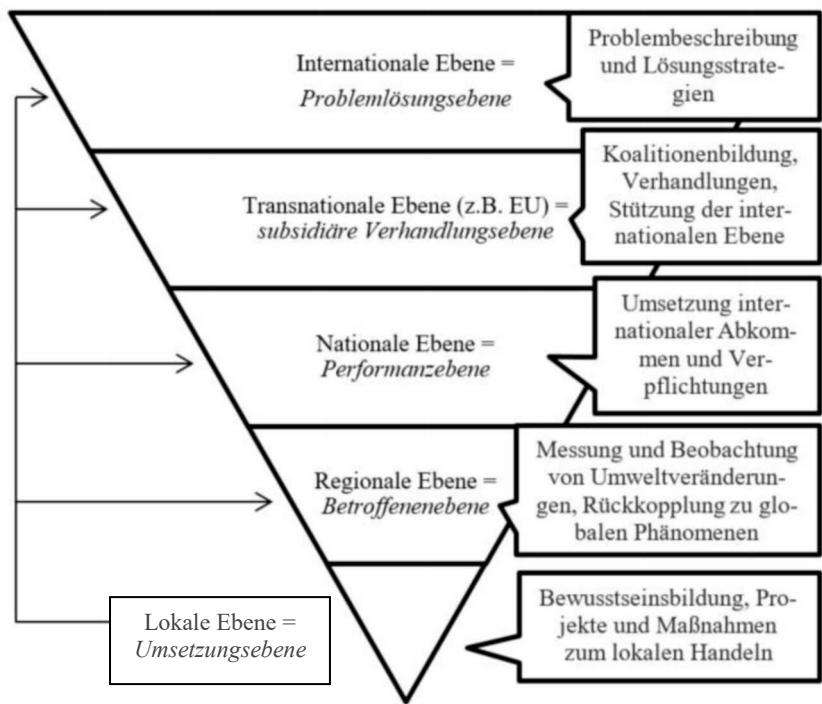 Internationale Ebene =
Problemlösungsebene
Problembeschreibung
und Lösungsstrate-
gien
Transnationale Ebene (z.B. EU) =
subsidiäre Verhandlungsebene
Koalitionenbildung,
Verhandlungen,
Stützung der inter-
nationalen Ebene
Nationale Ebene =
Performanzebene
Umsetzung inter-
nationaler Abkom-
men und Ver-
pflichtungen
Regionale Ebene =
Betroffenenebene
Messung und Beobachtung
von Umweltveränderun-
gen, Rückkopplung zu glo-
balen Phänomenen
Lokale Ebene =
Umsetzungsebene
Bewusstseinsbildung, Pro-
jekte und Maßnahmen
zum lokalen Handeln